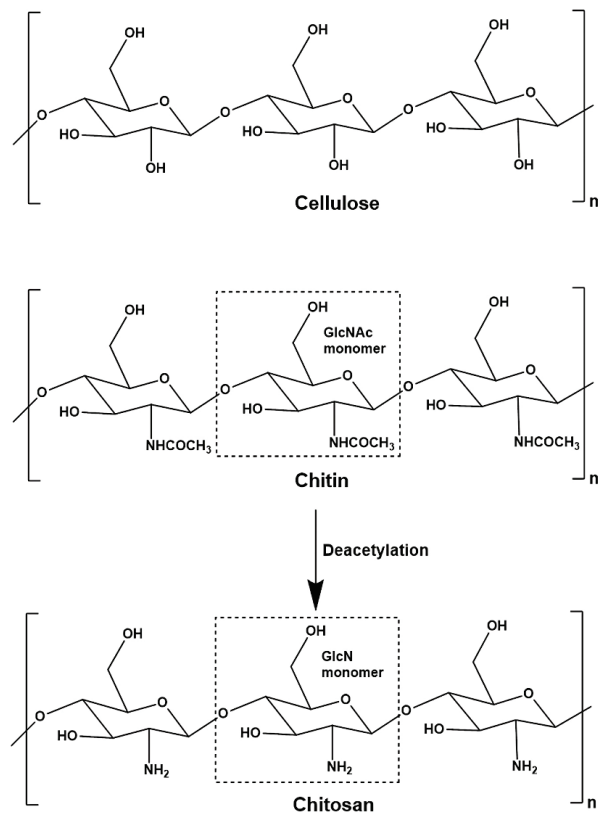 OH OH OH
O O O O O O
HO HO HO
OH OH OH
n
Cellulose
OH OH OH
GlcNAc
monomer
O O O O O O
HO HO HO
NHCOCH₃ NHCOCH₃ NHCOCH₃
n
Chitin
Deacetylation
OH OH OH
GlcN
monomer
O O O O O O
HO HO HO
NH₂ NH₂ NH₂
n
Chitosan